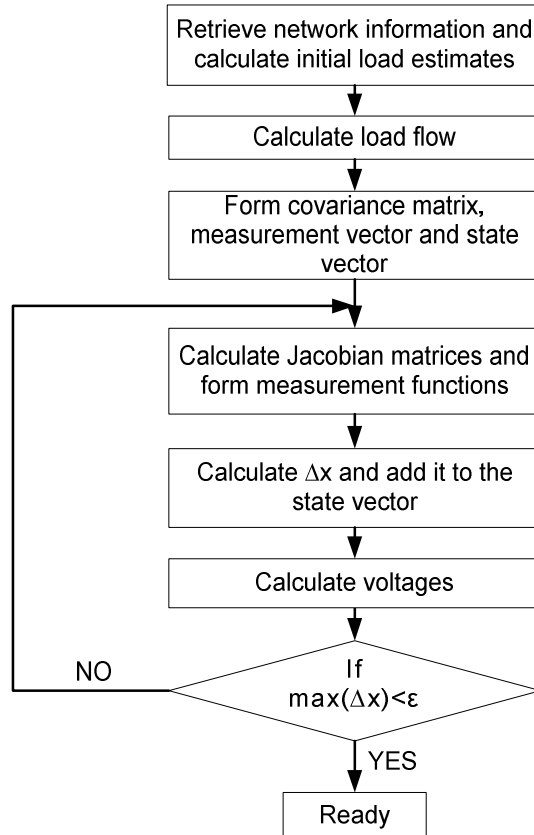 Retrieve network information and
calculate initial load estimates
Calculate load flow
Form covariance matrix,
measurement vector and state
vector
Calculate Jacobian matrices and
form measurement functions
Calculate Δx and add it to the
state vector
Calculate voltages
NO
If
max(Δx)<ε
YES
Ready